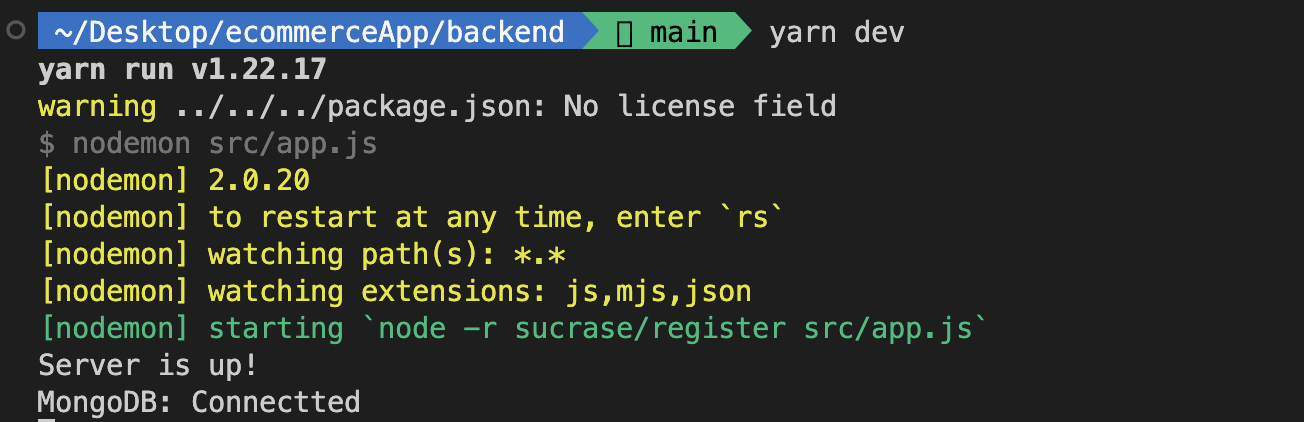 ~/Desktop/ecommerceApp/backend main yarn dev
yarn run v1.22.17
warning ../../../package.json: No license field
$ nodemon src/app.js
[nodemon] 2.0.20
[nodemon] to restart at any time, enter `rs`
[nodemon] watching path(s): *.*
[nodemon] watching extensions: js,mjs,json
[nodemon] starting `node -r sucrase/register src/app.js`
Server is up!
MongoDB: Connectted